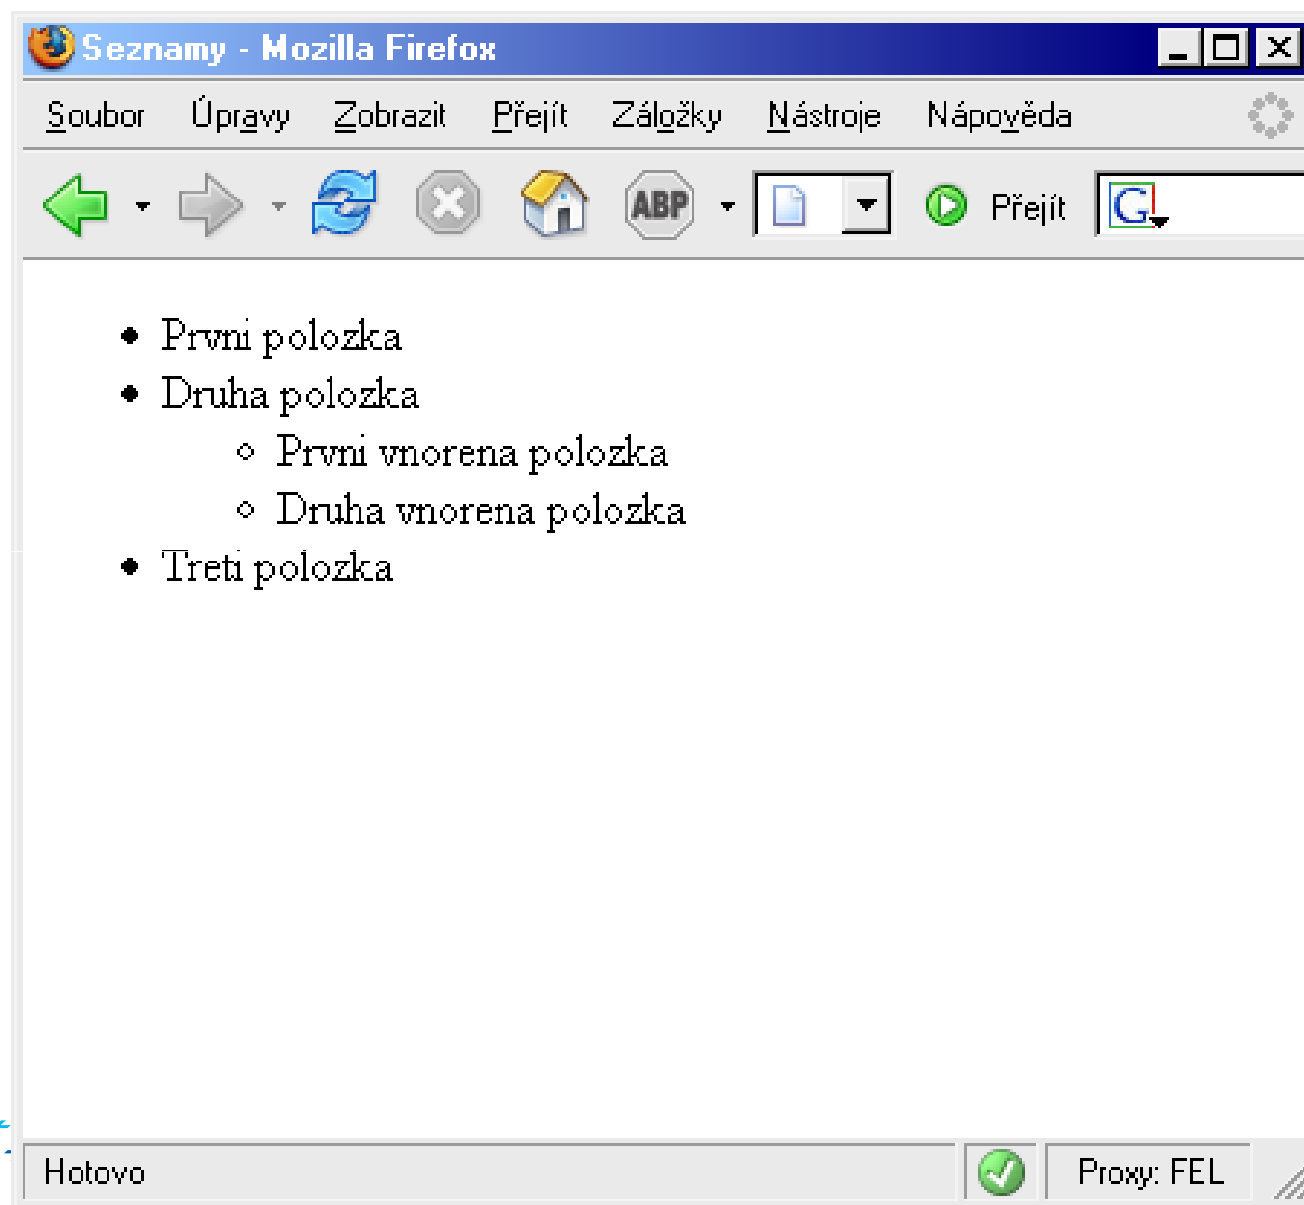 Seznamy - Mozilla Firefox
Soubor Úpravy Zobrazit Přejít Záložky Nástroje Nápověda
ABP Přejít G
• Prvni polozka
• Druha polozka
◦ Prvni vnorena polozka
◦ Druha vnorena polozka
• Treti polozka
Hotovo Proxy: FEL